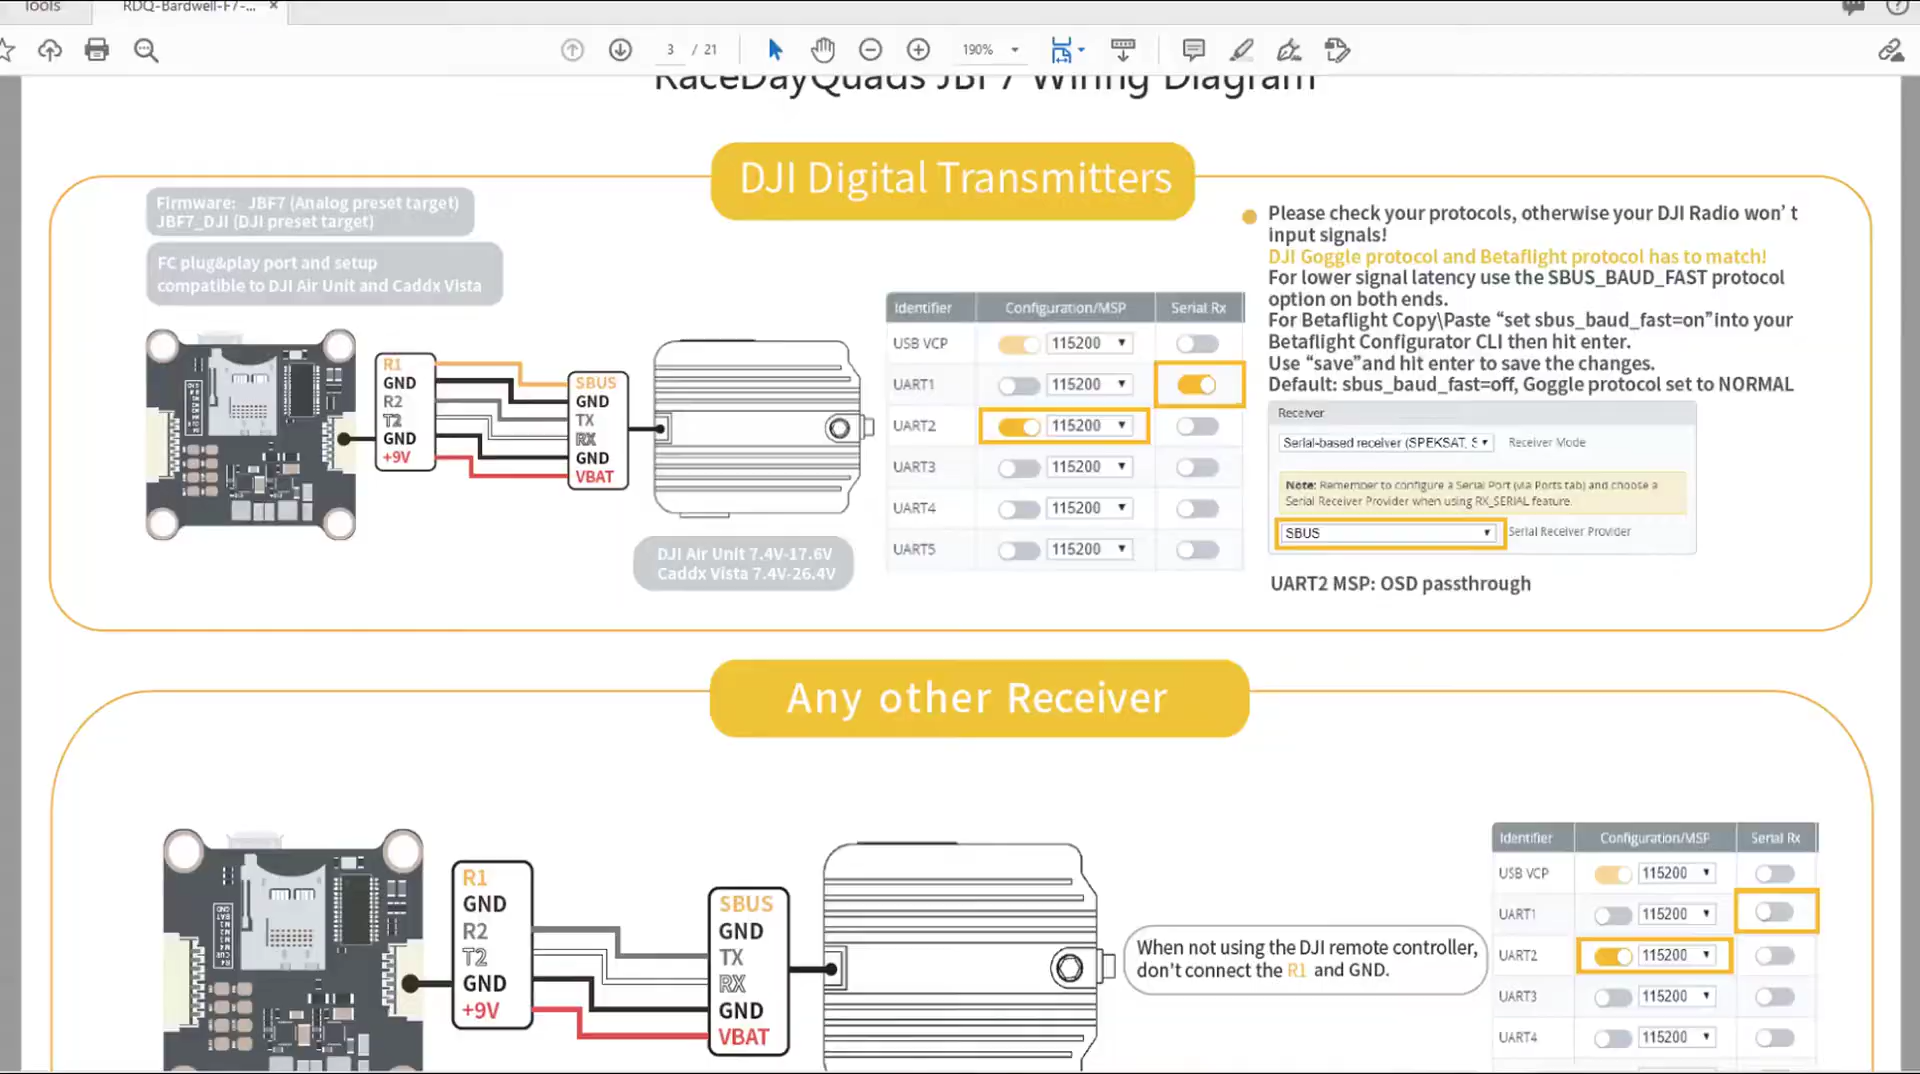 Tools
RDQ-Bardwell-F7-...
×
3 / 21
190%
RaceDayQuads JBF7 Wiring Diagram
DJI Digital Transmitters
Firmware: JBF7 (Analog preset target)
JBF7_DJI (DJI preset target)
FC plug&play port and setup
compatible to DJI Air Unit and Caddx Vista
R1
GND
R2
T2
GND
+9V
SBUS
GND
TX
RX
GND
VBAT
DJI Air Unit 7.4V-17.6V
Caddx Vista 7.4V-26.4V
Identifier Configuration/MSP Serial Rx
USB VCP 115200
UART1 115200
UART2 115200
UART3 115200
UART4 115200
UART5 115200
Please check your protocols, otherwise your DJI Radio won’ t
input signals!
DJI Goggle protocol and Betaflight protocol has to match!
For lower signal latency use the SBUS_BAUD_FAST protocol
option on both ends.
For Betaflight Copy\Paste “set sbus_baud_fast=on”into your
Betaflight Configurator CLI then hit enter.
Use “save”and hit enter to save the changes.
Default: sbus_baud_fast=off, Goggle protocol set to NORMAL
Receiver
Serial-based receiver (SPEKSAT, S Receiver Mode
Note: Remember to configure a Serial Port (via Ports tab) and choose a
Serial Receiver Provider when using RX_SERIAL feature.
SBUS Serial Receiver Provider
UART2 MSP: OSD passthrough
Any other Receiver
R1
GND
R2
T2
GND
+9V
SBUS
GND
TX
RX
GND
VBAT
When not using the DJI remote controller,
don't connect the R1 and GND.
Identifier Configuration/MSP Serial Rx
USB VCP 115200
UART1 115200
UART2 115200
UART3 115200
UART4 115200